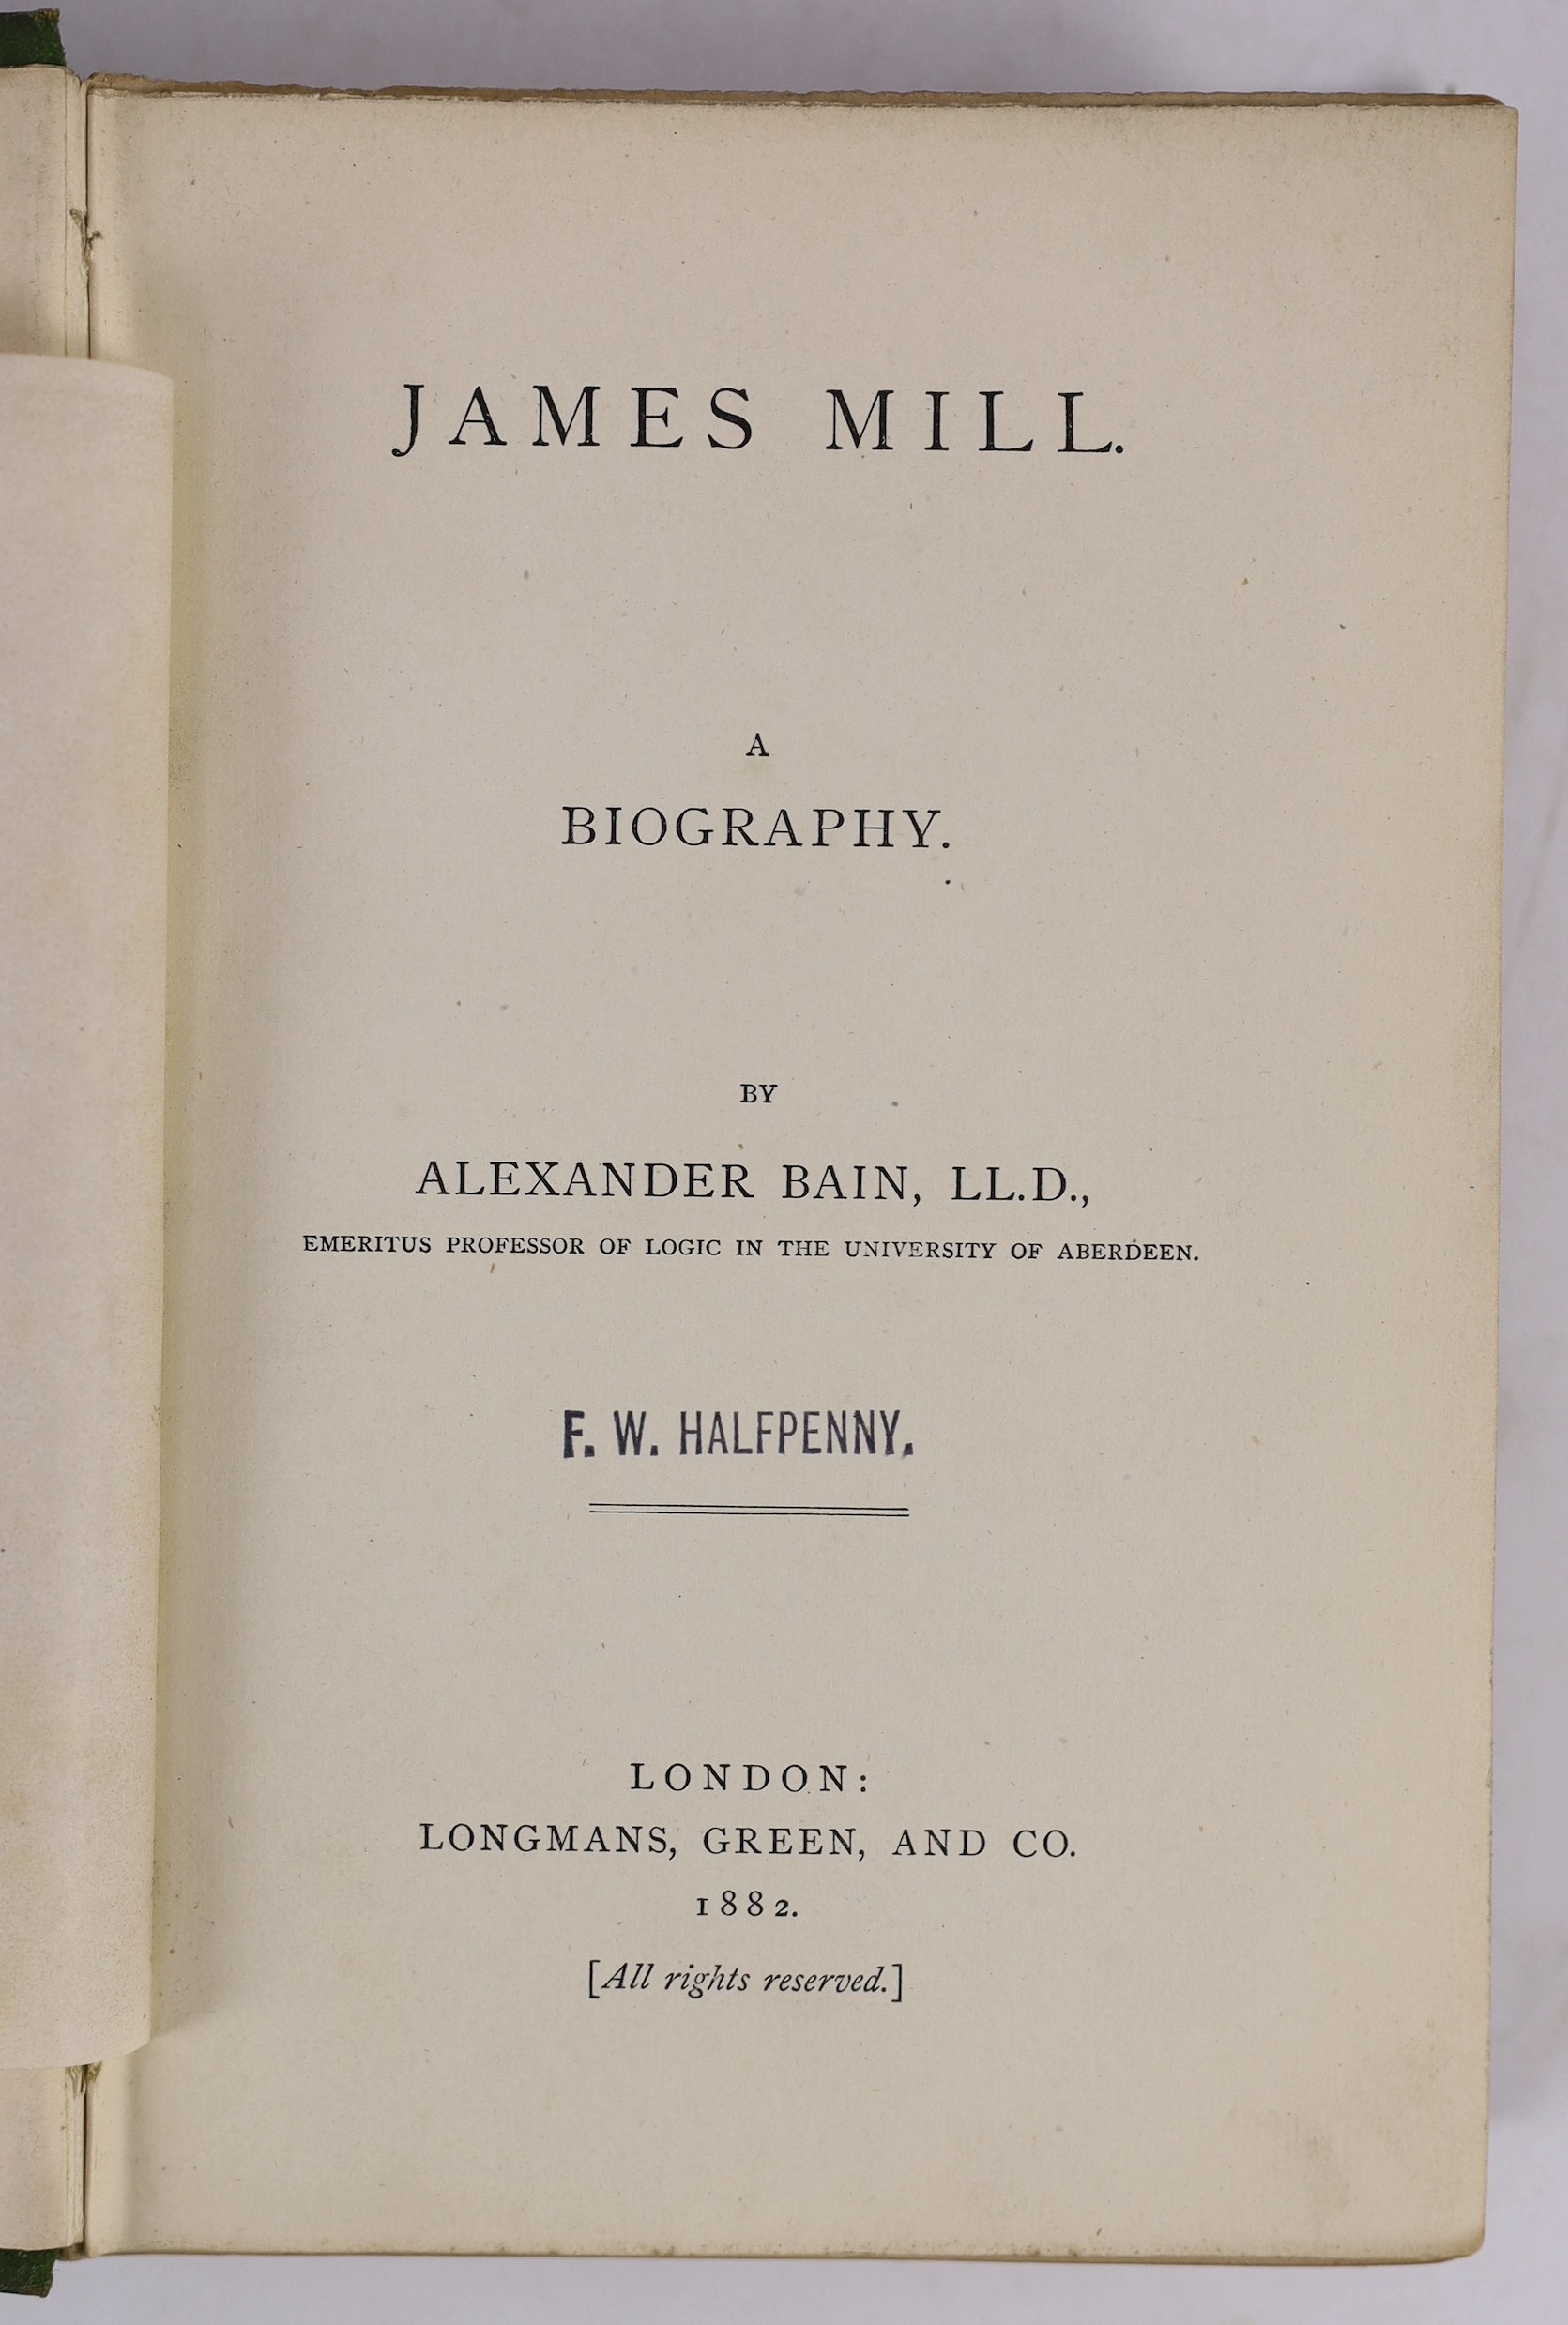 JAMES MILL.
A
BIOGRAPHY.
BY
ALEXANDER BAIN, LL.D.,
EMERITUS PROFESSOR OF LOGIC IN THE UNIVERSITY OF ABERDEEN.
F. W. HALFPENNY.
LONDON:
LONGMANS, GREEN, AND CO.
1882.
[All rights reserved.]